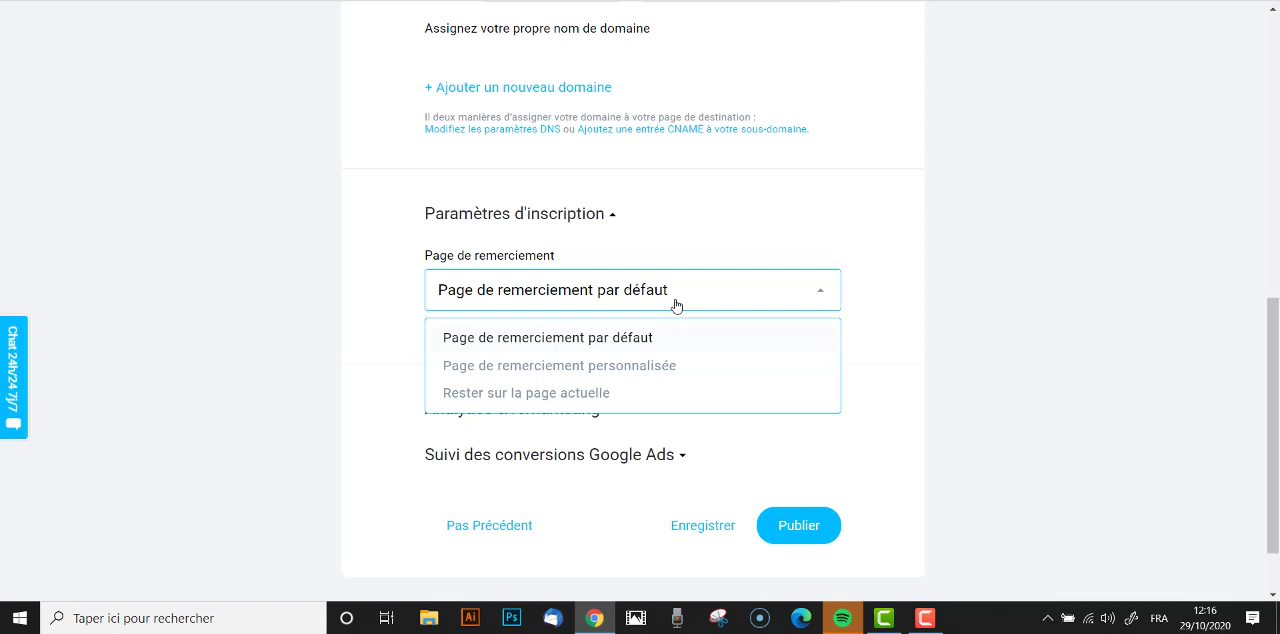 Assignez votre propre nom de domaine
+ Ajouter un nouveau domaine
Il deux manières d'assigner votre domaine à votre page de destination :
Modifiez les paramètres DNS ou Ajoutez une entrée CNAME à votre sous-domaine.
Paramètres d'inscription
Page de remerciement
Page de remerciement par défaut
Page de remerciement par défaut
Page de remerciement personnalisée
Rester sur la page actuelle
Suivi des conversions Google Ads
Pas Précédent
Enregistrer
Publier
Chat 24h/24 7j/7
Taper ici pour rechercher
Ai
Ps
FRA
12:16
29/10/2020